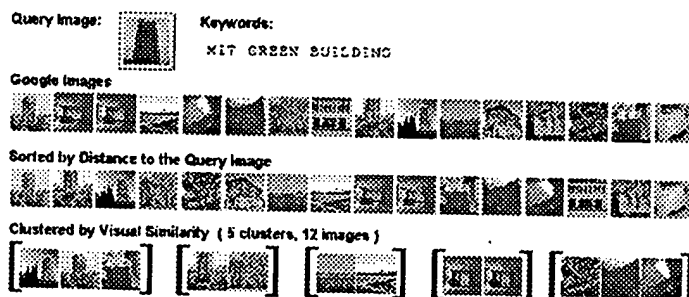 Query Image: Keywords:
MIT GREEN BUILDING
Google Images
Sorted by Distance to the Query Image
Clustered by Visual Similarity ( 5 clusters, 12 images )